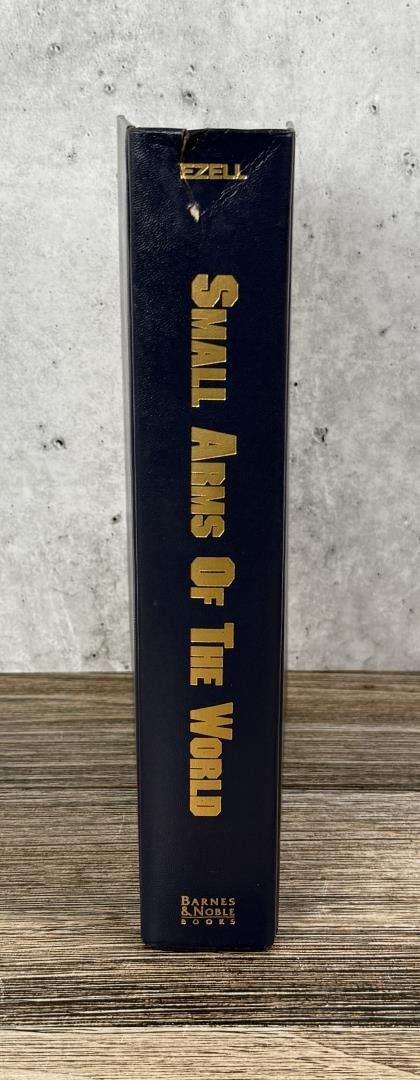 EZELL
SMALL ARMS OF THE WORLD
BARNES
& NOBLE
BOOKS